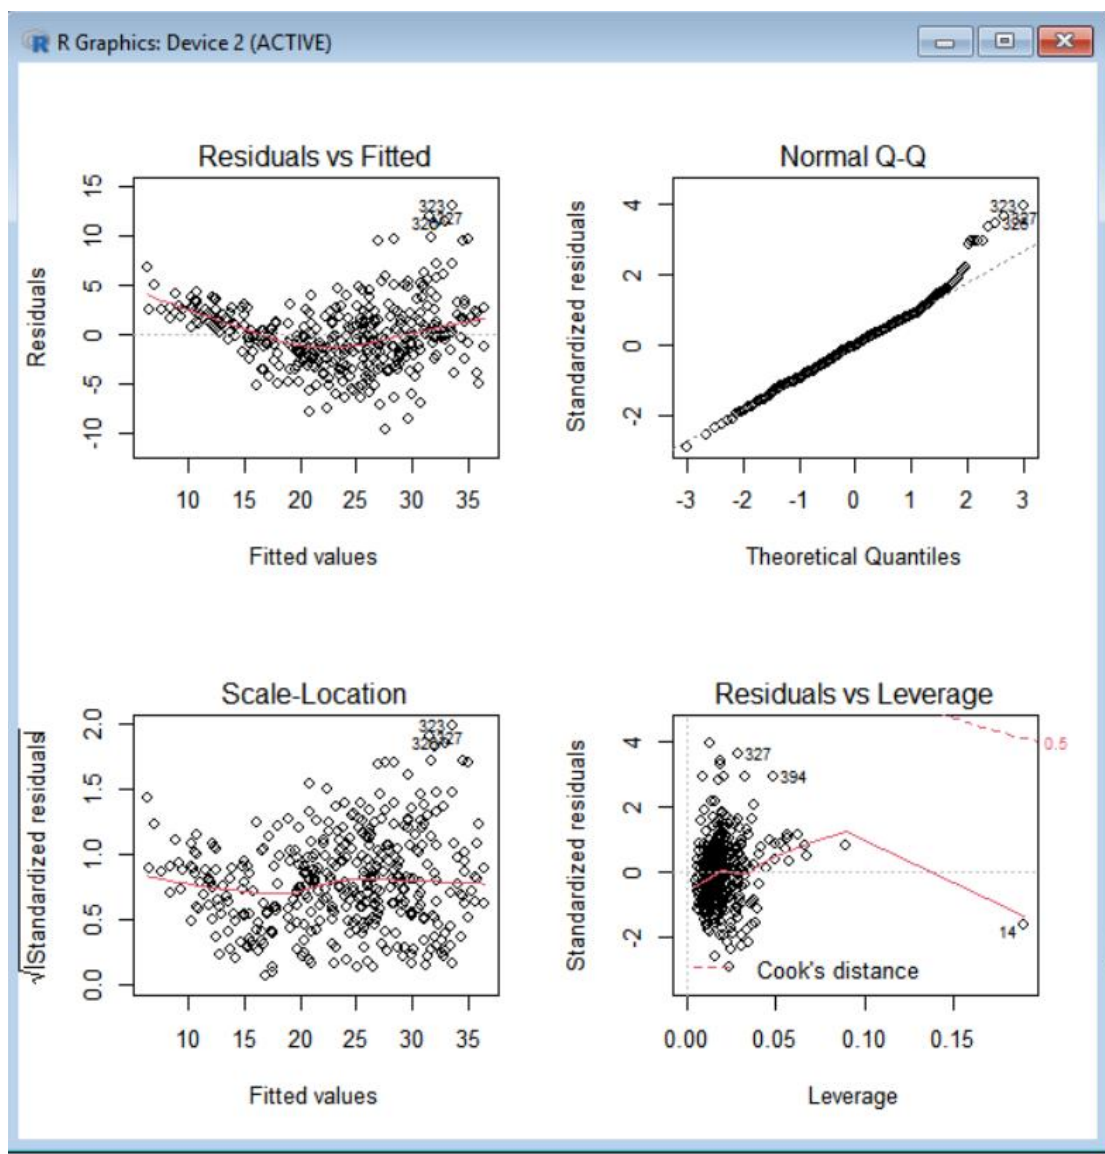 R Graphics: Device 2 (ACTIVE)
Residuals vs Fitted
Residuals
15
10
5
0
-5
-10
323
327
10 15 20 25 30 35
Fitted values
Normal Q-Q
Standardized residuals
4
2
0
-2
323
327
-3 -2 -1 0 1 2 3
Theoretical Quantiles
Scale-Location
√|Standardized residuals|
2.0
1.5
1.0
0.5
0.0
323
327
10 15 20 25 30 35
Fitted values
Residuals vs Leverage
Standardized residuals
4
2
0
-2
0.5
327
394
14
Cook's distance
0.00 0.05 0.10 0.15
Leverage